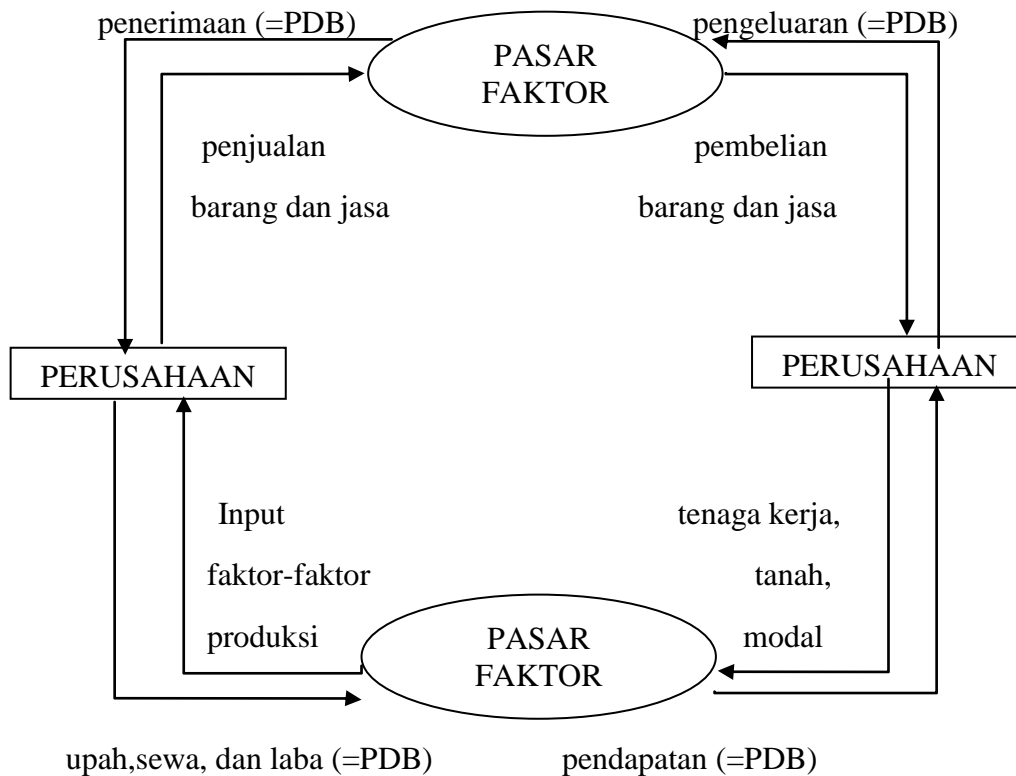 penerimaan (=PDB)
pengeluaran (=PDB)
PASAR
FAKTOR
penjualan
barang dan jasa
pembelian
barang dan jasa
PERUSAHAAN
PERUSAHAAN
Input
faktor-faktor
produksi
tenaga kerja,
tanah,
modal
PASAR
FAKTOR
upah,sewa, dan laba (=PDB)
pendapatan (=PDB)